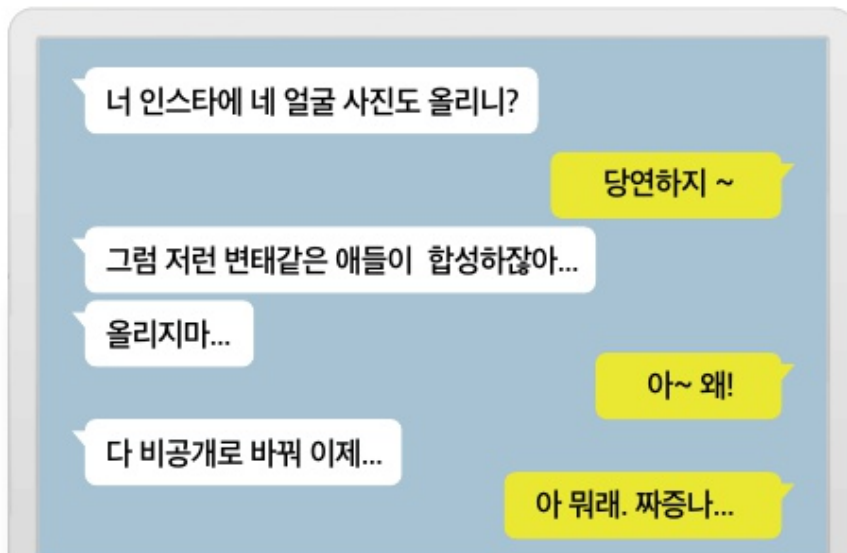 너 인스타에 네 얼굴 사진도 올리니?
당연하지 ~
그럼 저런 변태같은 애들이 합성하잖아...
올리지마...
아~ 왜!
다 비공개로 바꿔 이제...
아 뭐래. 짜증나...